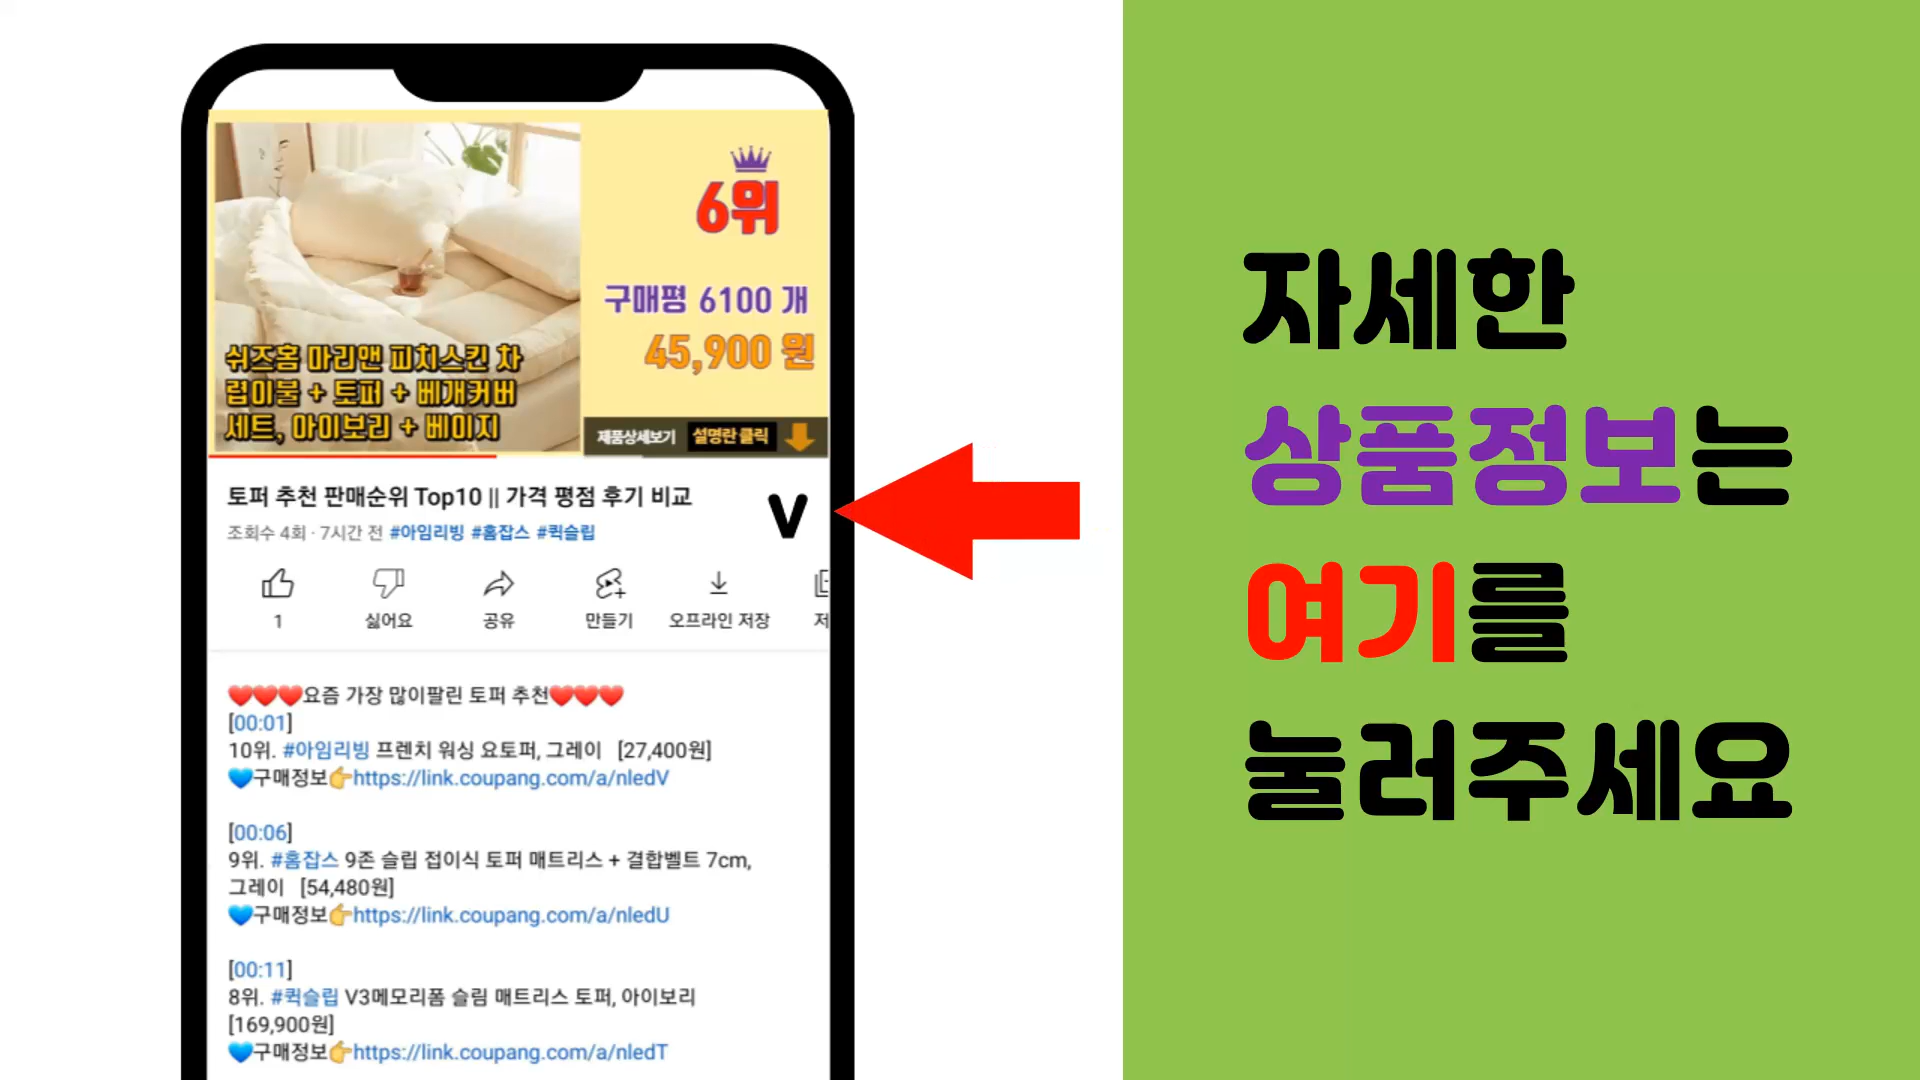 6위
구매평 6100 개
45,900 원
쉬즈홈 마리앤 피치스킨 차
렵이불 + 토퍼 + 베개커버
세트, 아이보리 + 베이지
제품상세보기 설명란 클릭
토퍼 추천 판매순위 Top10 || 가격 평점 후기 비교
V
조회수 4회 · 7시간 전 #아임리빙 #홈잡스 #퀵슬립
1 싫어요 공유 만들기 오프라인 저장 저
❤️❤️❤️요즘 가장 많이팔린 토퍼 추천❤️❤️❤️
[00:01]
10위. #아임리빙 프렌치 워싱 요토퍼, 그레이 [27,400원]
💙구매정보👉https://link.coupang.com/a/nledV
[00:06]
9위. #홈잡스 9존 슬립 접이식 토퍼 매트리스 + 결합벨트 7cm,
그레이 [54,480원]
💙구매정보👉https://link.coupang.com/a/nledU
[00:11]
8위. #퀵슬립 V3메모리폼 슬림 매트리스 토퍼, 아이보리
[169,900원]
💙구매정보👉https://link.coupang.com/a/nledT
자세한
상품정보는
여기를
눌러주세요